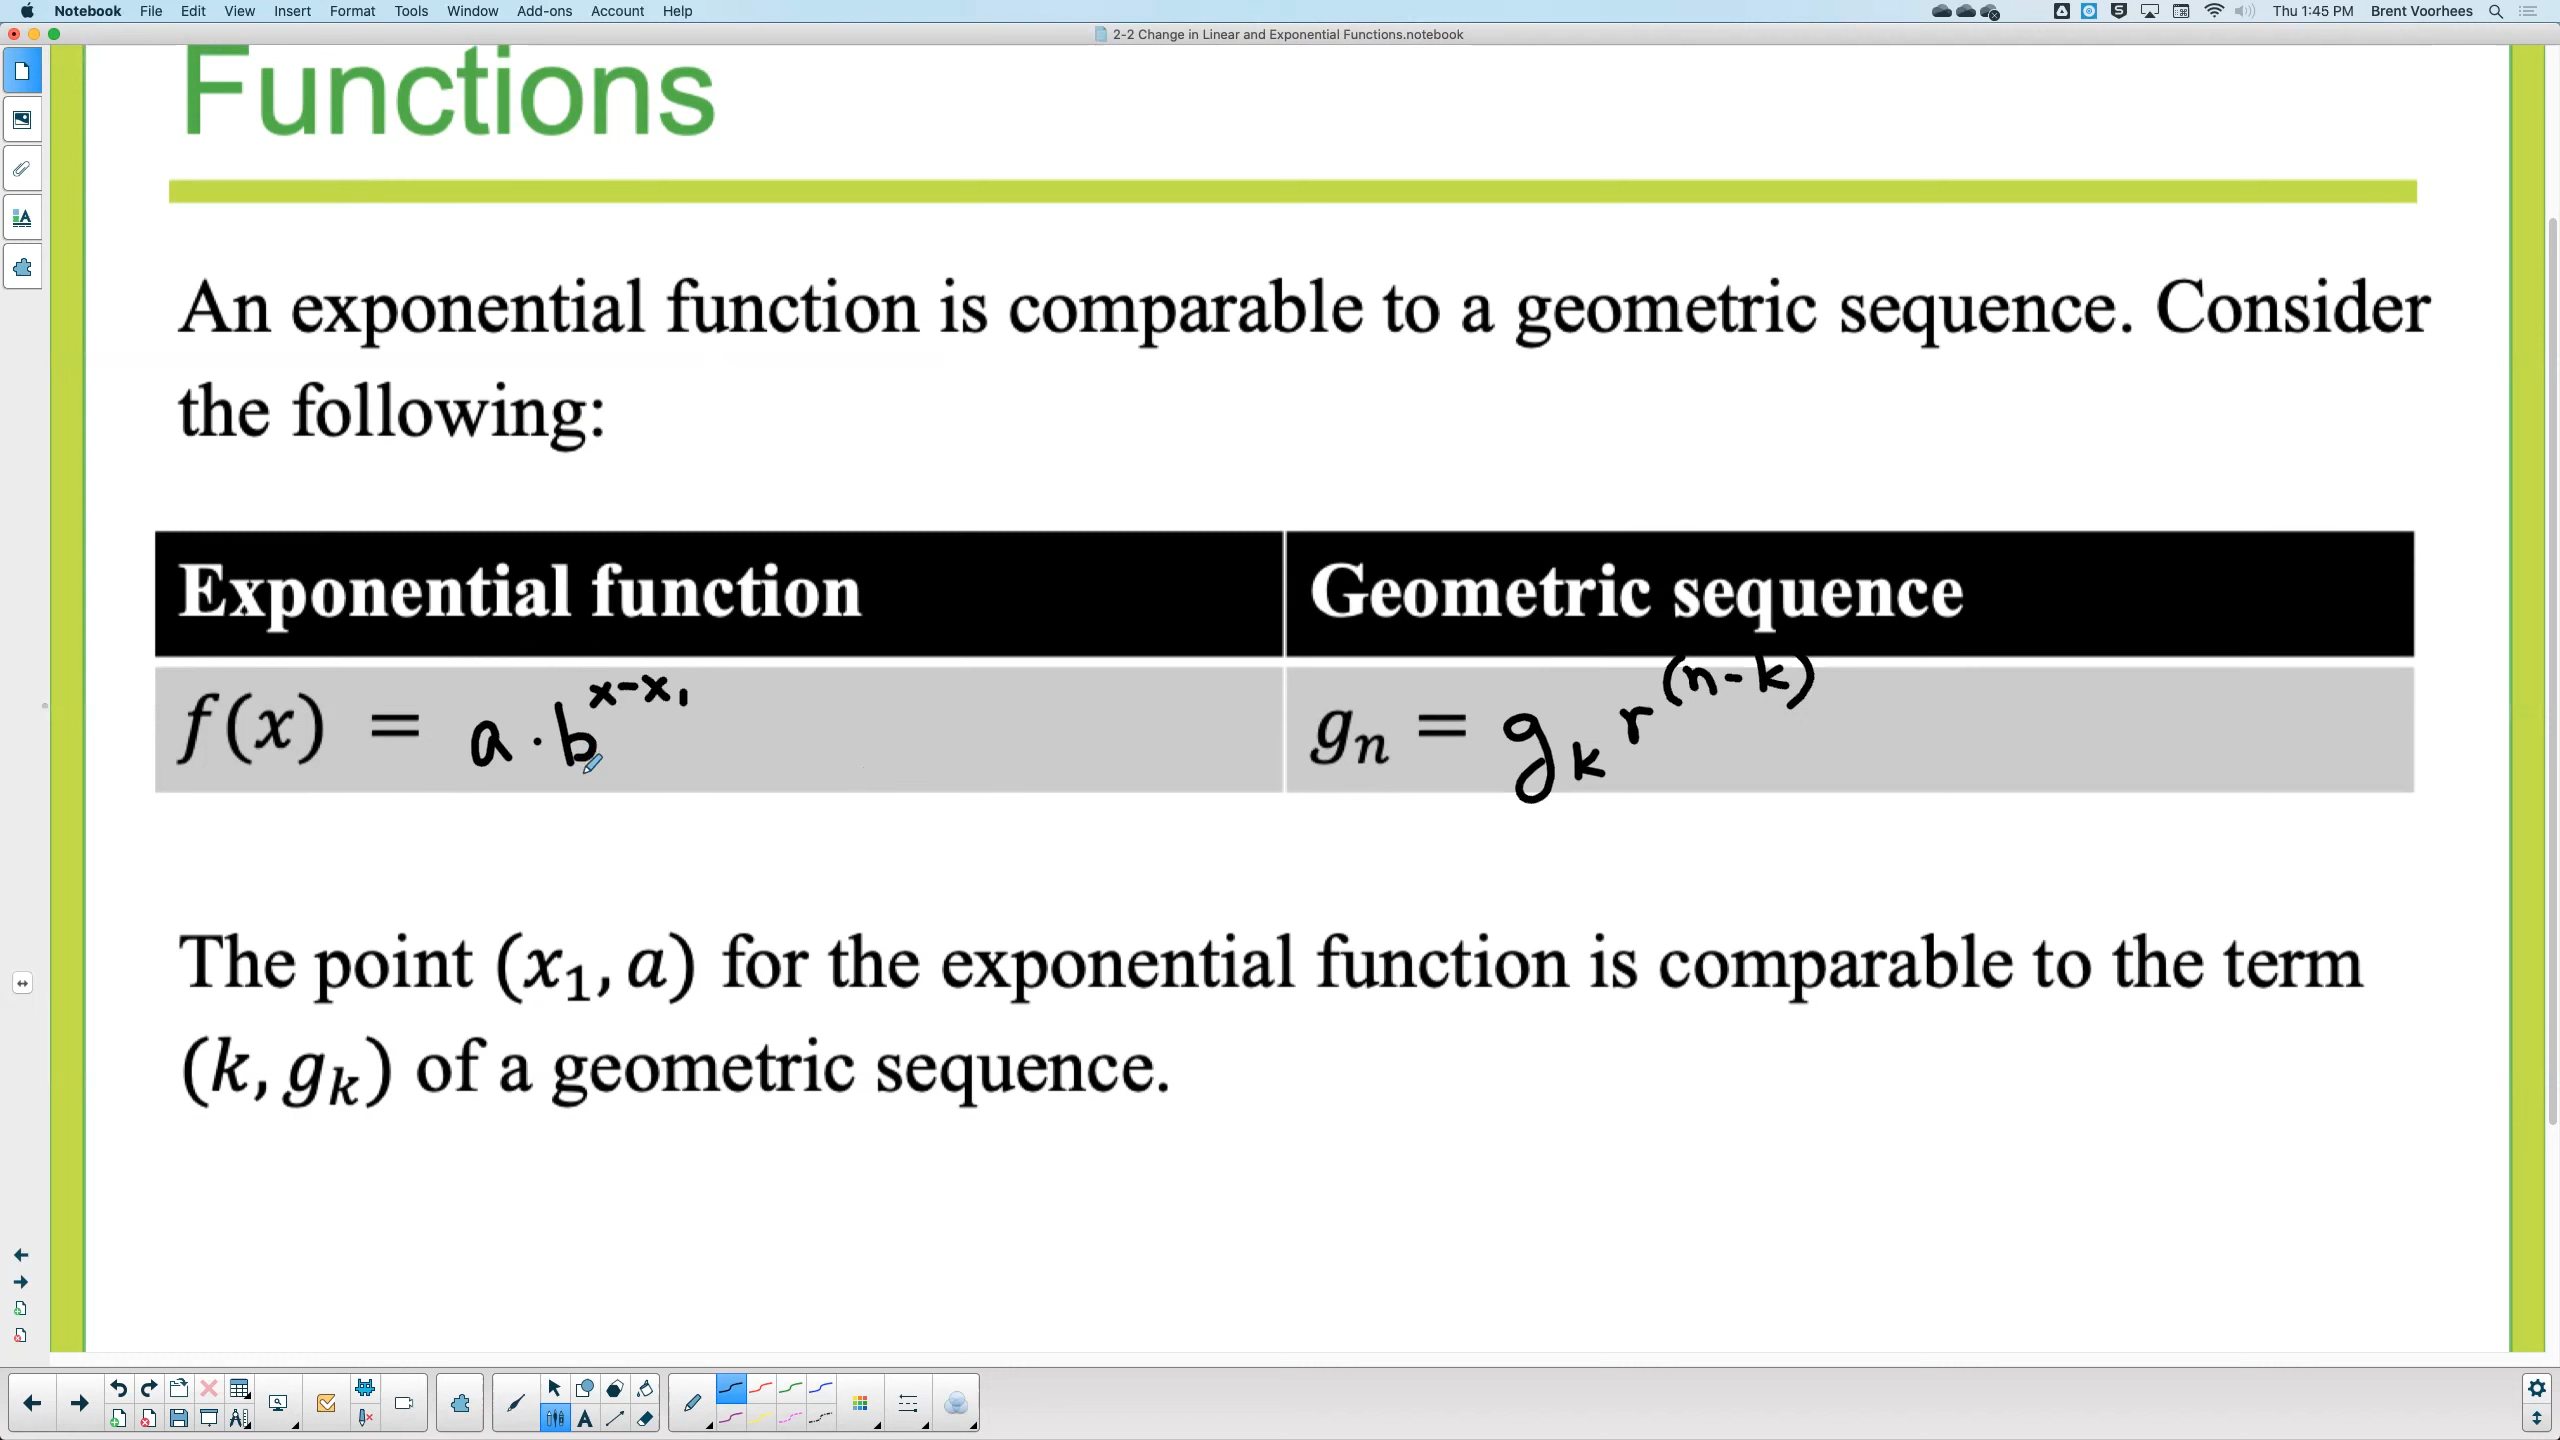 Notebook File Edit View Insert Format Tools Window Add-ons Account Help Thu 1:45 PM Brent Voorhees
2-2 Change in Linear and Exponential Functions.notebook
Functions
An exponential function is comparable to a geometric sequence. Consider
the following:
Exponential function Geometric sequence
f(x) = a · b^{x-x₁} gₙ = gₖ r^{(n-k)}
The point (x₁, a) for the exponential function is comparable to the term
(k, gₖ) of a geometric sequence.